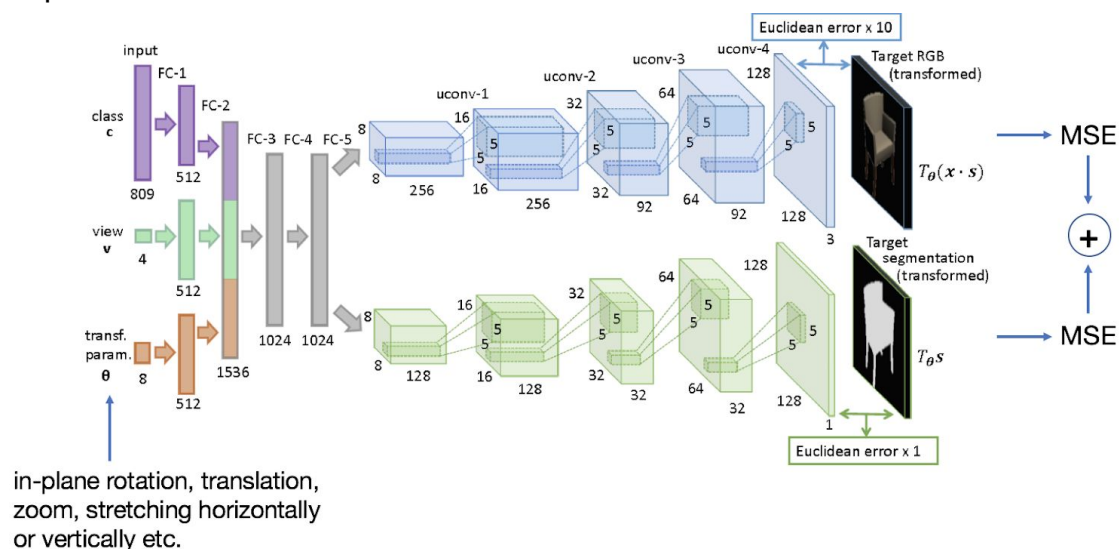 input
class
c
809
FC-1
512
FC-2
view
v
4
512
transf.
param.
θ
8
512
1536
FC-3
FC-4
FC-5
1024
1024
8
8
256
uconv-1
16
5
5
16
256
uconv-2
32
5
5
32
92
uconv-3
64
5
5
64
92
uconv-4
128
5
5
128
3
Euclidean error x 10
Target RGB
(transformed)
Tθ(x · s)
MSE
+
8
8
128
16
5
5
16
128
32
5
5
32
32
64
5
5
64
32
128
5
5
128
1
Target
segmentation
(transformed)
Tθs
MSE
Euclidean error x 1
in-plane rotation, translation,
zoom, stretching horizontally
or vertically etc.